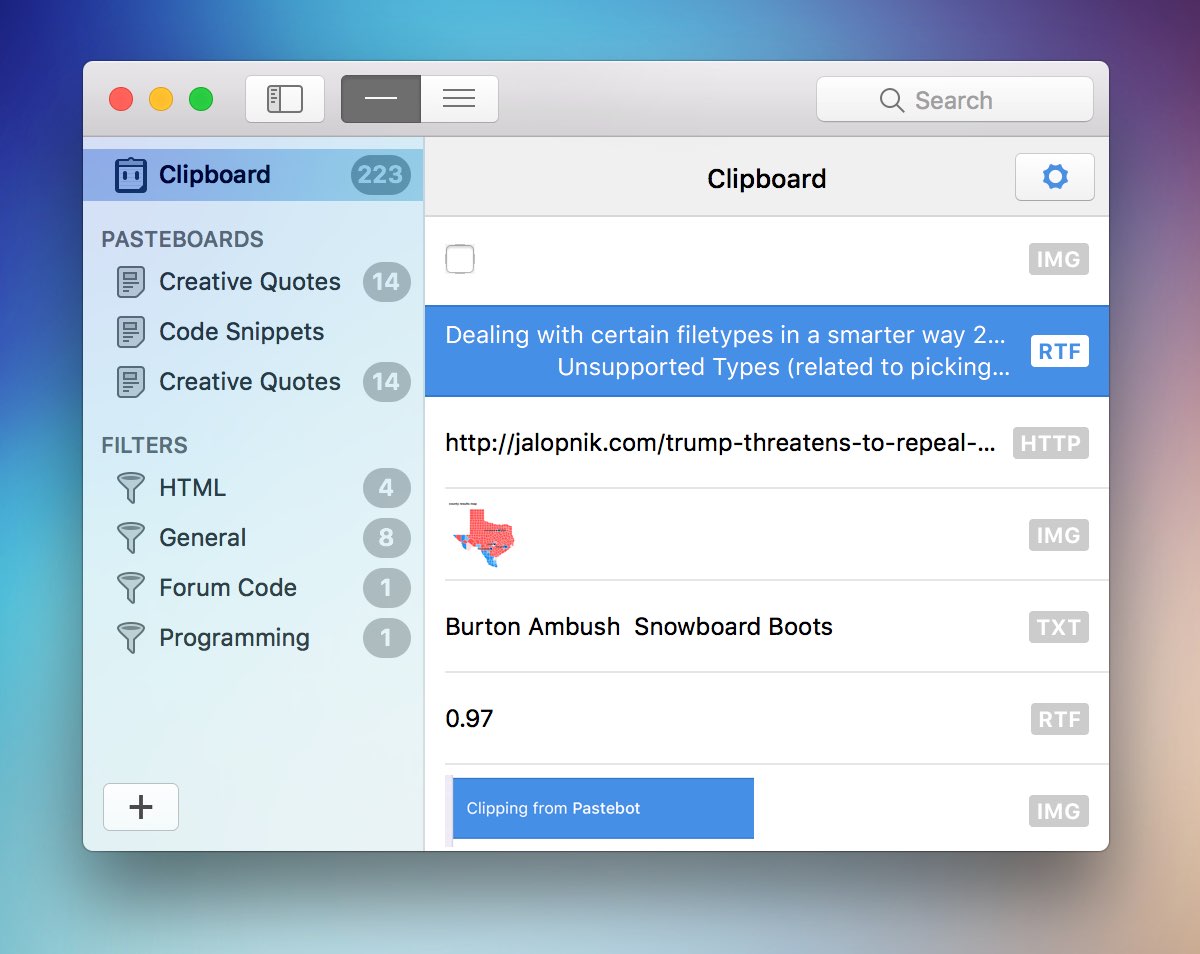 Search
Clipboard 223
PASTEBOARDS
Creative Quotes 14
Code Snippets
Creative Quotes 14
FILTERS
HTML 4
General 8
Forum Code 1
Programming 1
Clipboard
IMG
Dealing with certain filetypes in a smarter way 2...
Unsupported Types (related to picking...
RTF
http://jalopnik.com/trump-threatens-to-repeal-... HTTP
IMG
Burton Ambush  Snowboard Boots TXT
0.97 RTF
Clipping from Pastebot IMG